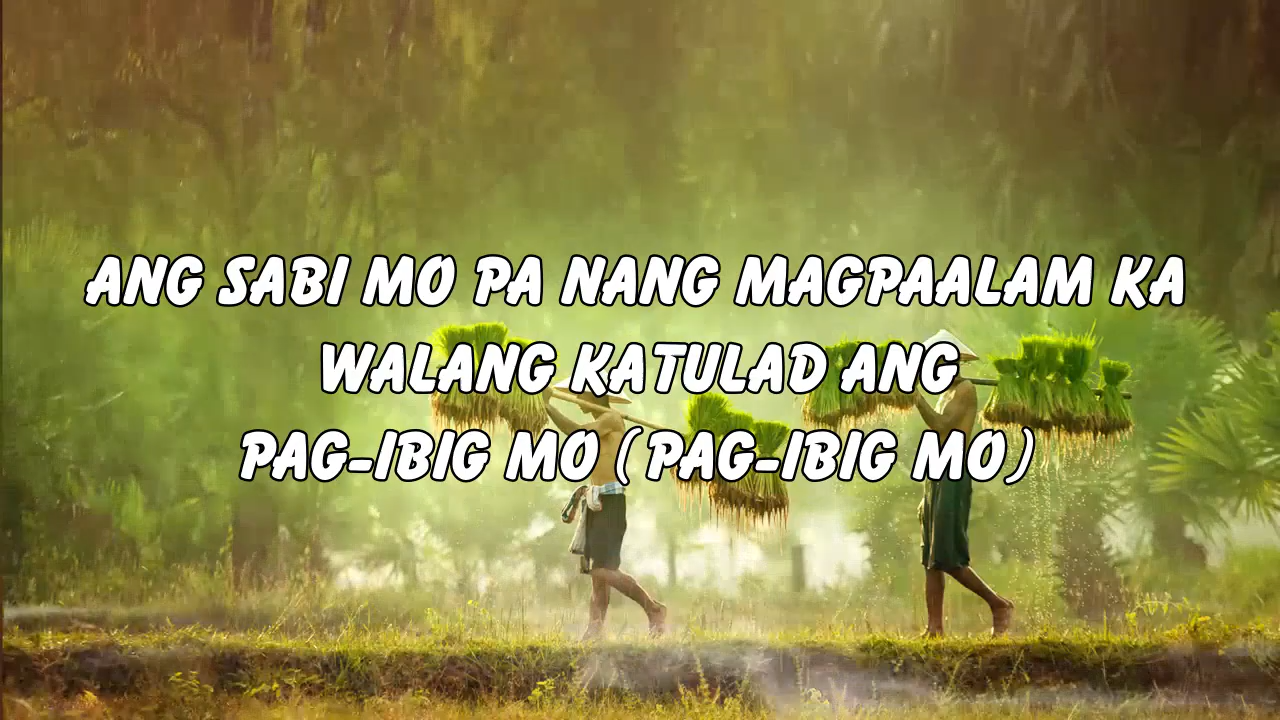 ANG SABI MO PA NANG MAGPAALAM KA
WALANG KATULAD ANG
PAG-IBIG MO (PAG-IBIG MO)